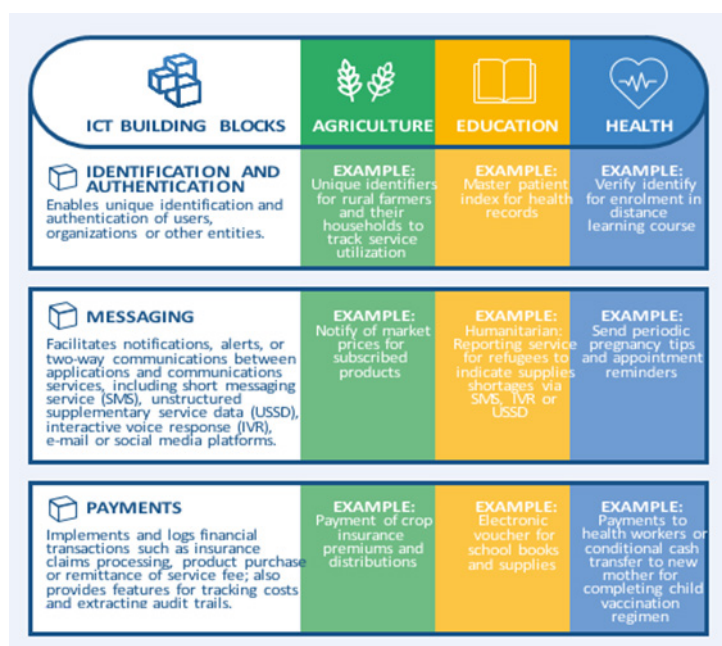 ICT BUILDING BLOCKS
AGRICULTURE
EDUCATION
HEALTH
IDENTIFICATION AND
AUTHENTICATION
Enables unique identification and
authentication of users,
organizations or other entities.
EXAMPLE:
Unique identifiers
for rural farmers
and their
households to
track service
utilization
EXAMPLE:
Master patient
index for health
records
EXAMPLE:
Verify identify
for enrolment in
distance
learning course
MESSAGING
Facilitates notifications, alerts, or
two-way communications between
applications and communications
services, including short messaging
service (SMS), unstructured
supplementary service data (USSD),
interactive voice response (IVR),
e-mail or social media platforms.
EXAMPLE:
Notify of market
prices for
subscribed
products
EXAMPLE:
Humanitarian:
Reporting service
for refugees to
indicate supplies
shortages via
SMS, IVR or
USSD
EXAMPLE:
Send periodic
pregnancy tips
and appointment
reminders
PAYMENTS
Implements and logs financial
transactions such as insurance
claims processing, product purchase
or remittance of service fee; also
provides features for tracking costs
and extracting audit trails.
EXAMPLE:
Payment of crop
insurance
premiums and
distributions
EXAMPLE:
Electronic
voucher for
school books
and supplies
EXAMPLE:
Payments to
health workers or
conditional cash
transfer to new
mother for
completing child
vaccination
regimen